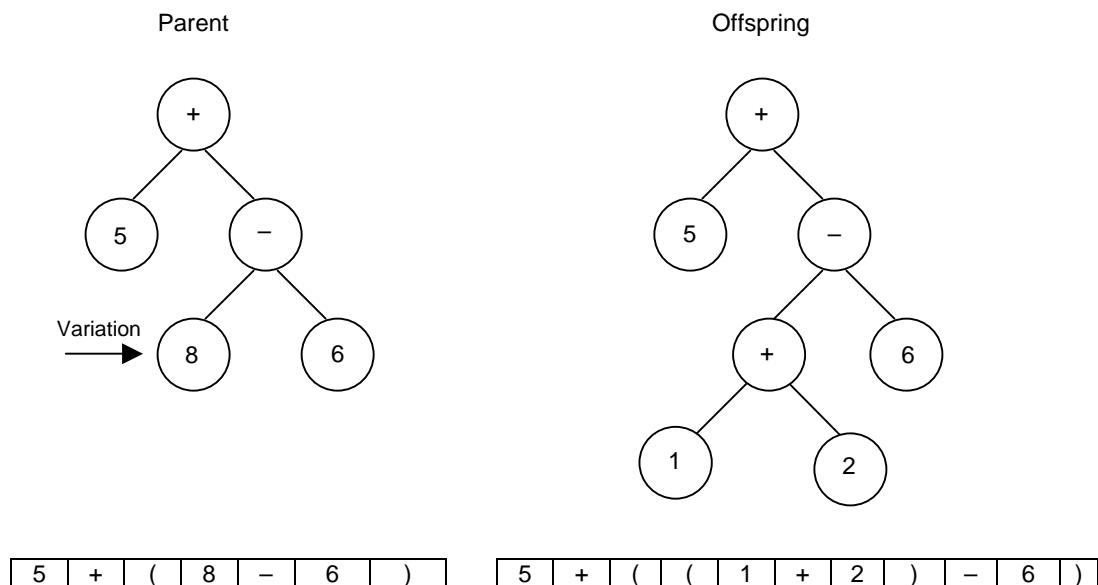 Parent Offspring
+ +
5 – 5 –
Variation
8 6 + 6
1 2
5 + ( 8 – 6 ) 5 + ( ( 1 + 2 ) – 6 )